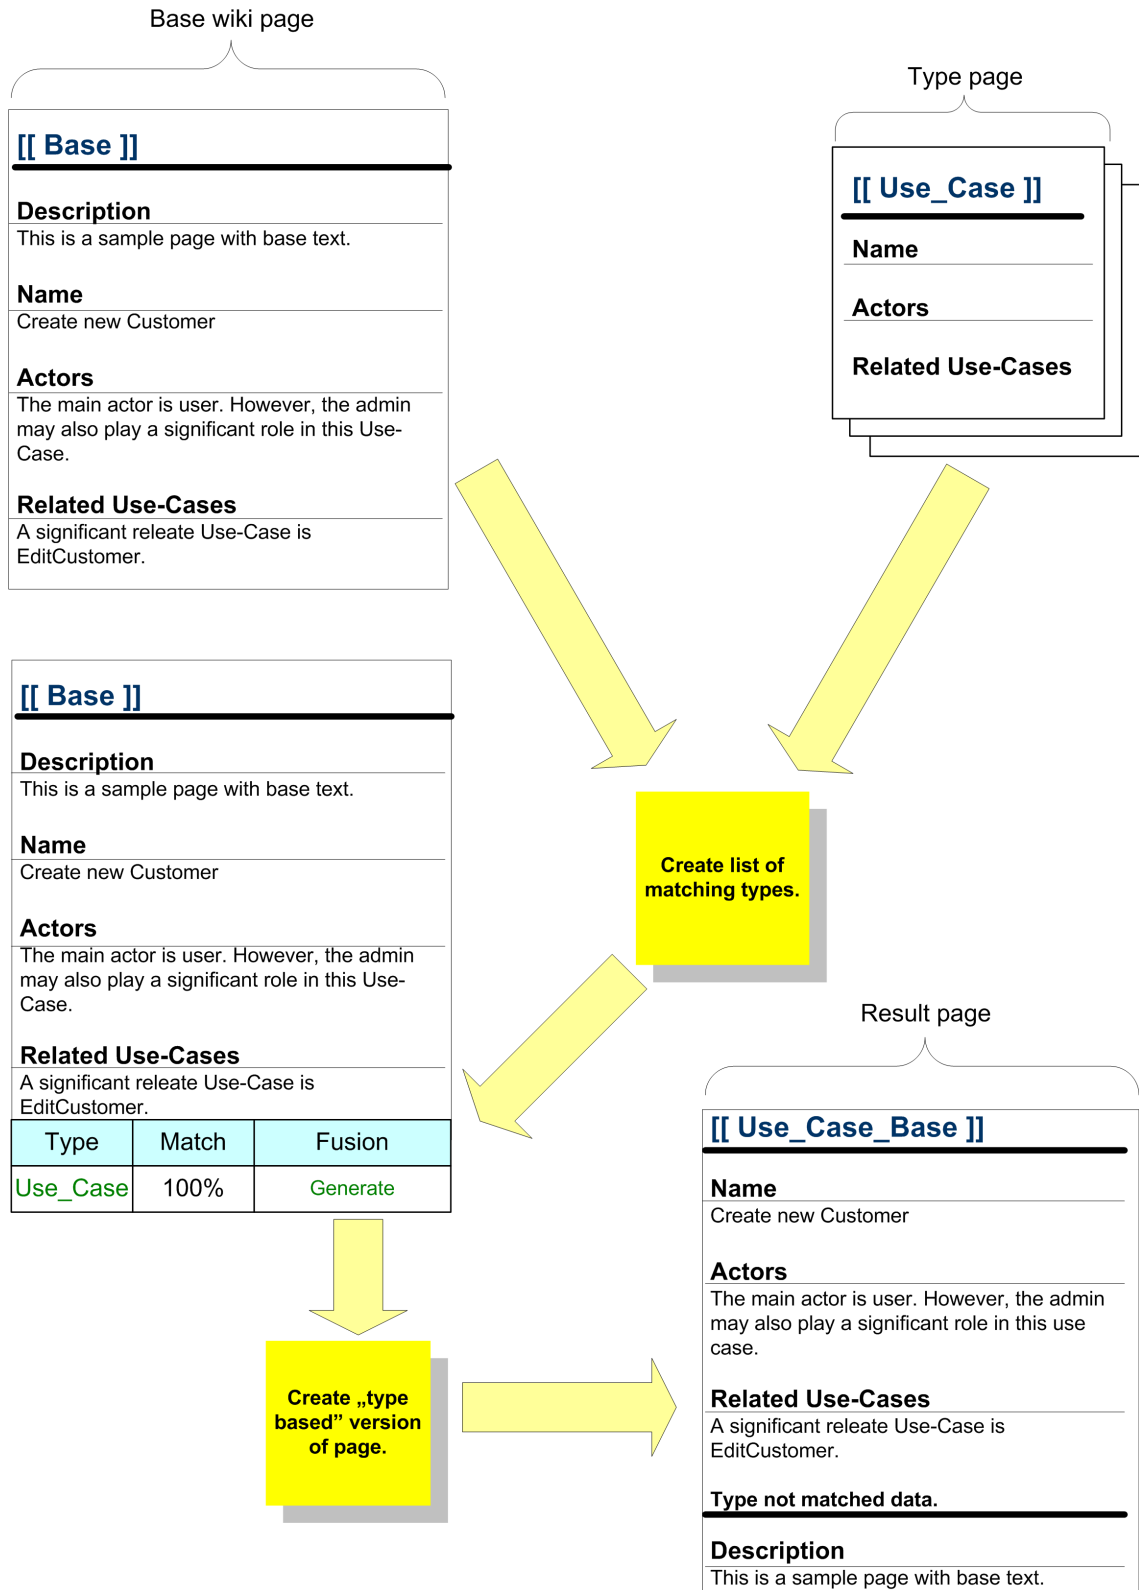 Base wiki page
[[ Base ]]
Description
This is a sample page with base text.
Name
Create new Customer
Actors
The main actor is user. However, the admin
may also play a significant role in this Use-
Case.
Related Use-Cases
A significant releate Use-Case is
EditCustomer.
Type page
[[ Use_Case ]]
Name
Actors
Related Use-Cases
Create list of
matching types.
[[ Base ]]
Description
This is a sample page with base text.
Name
Create new Customer
Actors
The main actor is user. However, the admin
may also play a significant role in this Use-
Case.
Related Use-Cases
A significant releate Use-Case is
EditCustomer.
Type Match Fusion
Use_Case 100% Generate
Create „type
based” version
of page.
Result page
[[ Use_Case_Base ]]
Name
Create new Customer
Actors
The main actor is user. However, the admin
may also play a significant role in this use
case.
Related Use-Cases
A significant releate Use-Case is
EditCustomer.
Type not matched data.
Description
This is a sample page with base text.